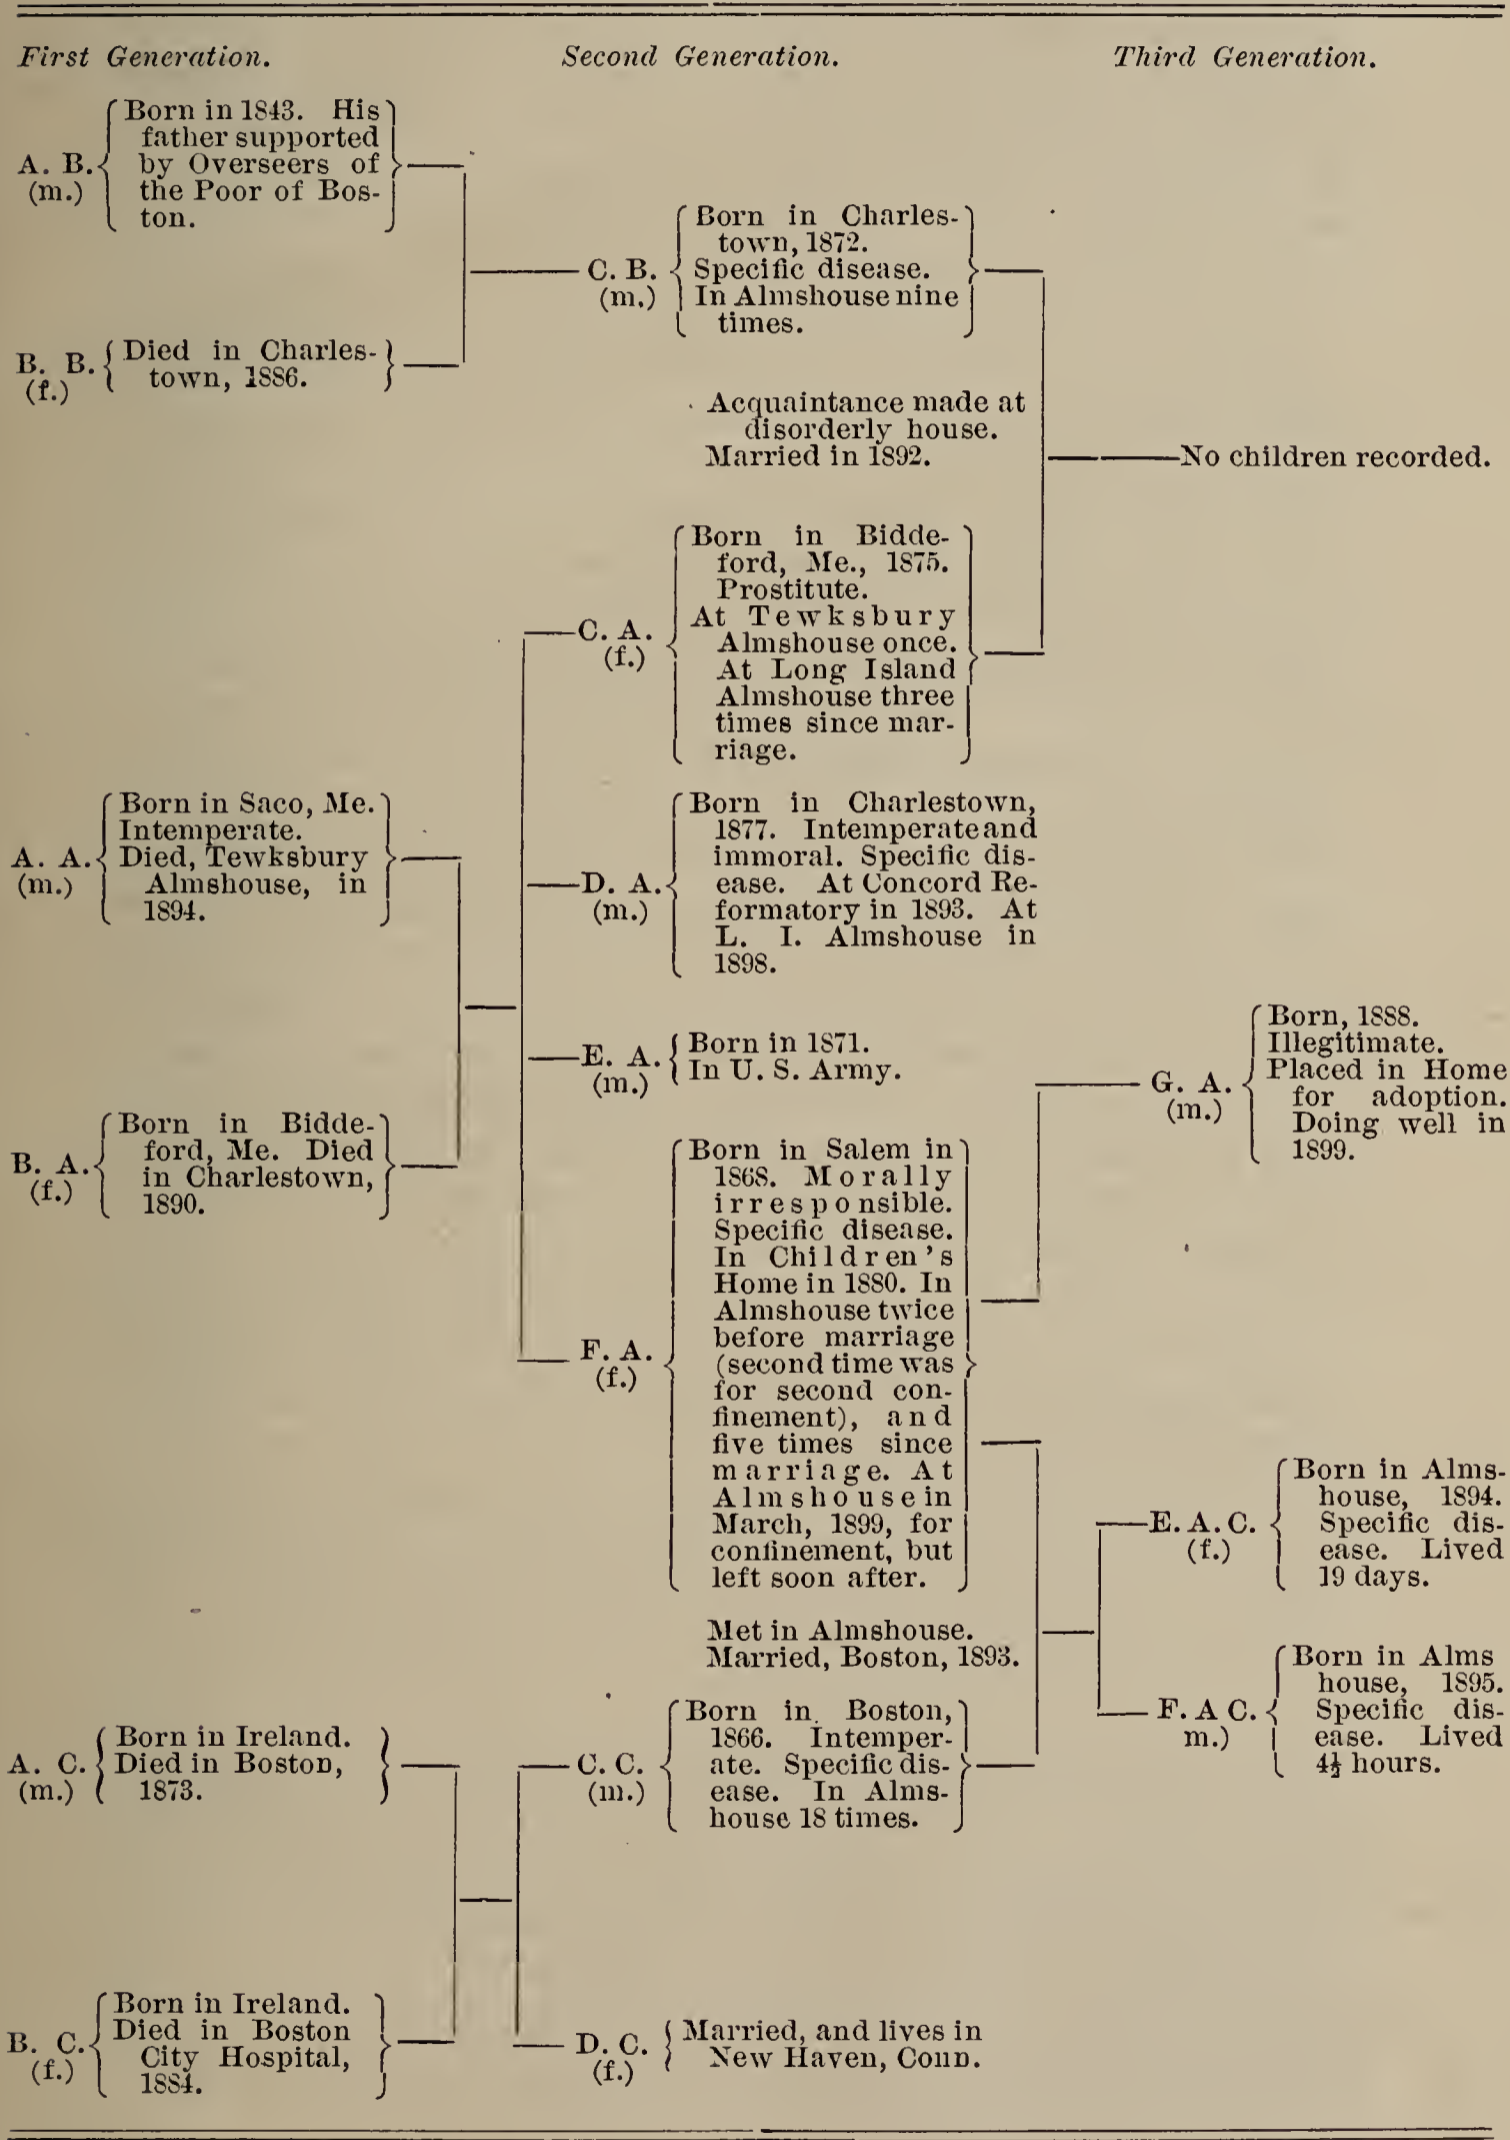 First Generation.
Second Generation.
Third Generation.
A. B.
(m.)
Born in 1843. His
father supported
by Overseers of
the Poor of Bos-
ton.
B. B.
(f.)
Died in Charles-
town, 1886.
C. B.
(m.)
Born in Charles-
town, 1872.
Specific disease.
In Almshouse nine
times.
Acquaintance made at
disorderly house.
Married in 1892.
No children recorded.
C. A.
(f.)
Born in Bidde-
ford, Me., 1875.
Prostitute.
At Tewksbury
Almshouse once.
At Long Island
Almshouse three
times since mar-
riage.
A. A.
(m.)
Born in Saco, Me.
Intemperate.
Died, Tewksbury
Almshouse, in
1894.
D. A.
(m.)
Born in Charlestown,
1877. Intemperate and
immoral. Specific dis-
ease. At Concord Re-
formatory in 1893. At
L. I. Almshouse in
1898.
E. A.
(m.)
Born in 1871.
In U. S. Army.
G. A.
(m.)
Born, 1888.
Illegitimate.
Placed in Home
for adoption.
Doing well in
1899.
B. A.
(f.)
Born in Bidde-
ford, Me. Died
in Charlestown,
1890.
F. A.
(f.)
Born in Salem in
1868. Morally
irresponsible.
Specific disease.
In Children's
Home in 1880. In
Almshouse twice
before marriage
(second time was
for second con-
finement), and
five times since
marriage. At
Almshouse in
March, 1899, for
confinement, but
left soon after.
Met in Almshouse.
Married, Boston, 1893.
E. A. C.
(f.)
Born in Alms-
house, 1894.
Specific dis-
ease. Lived
19 days.
F. A C.
m.)
Born in Alms
house, 1895.
Specific dis-
ease. Lived
4½ hours.
A. C.
(m.)
Born in Ireland.
Died in Boston,
1873.
C. C.
(m.)
Born in Boston,
1866. Intemper-
ate. Specific dis-
ease. In Alms-
house 18 times.
B. C.
(f.)
Born in Ireland.
Died in Boston
City Hospital,
1884.
D. C.
(f.)
Married, and lives in
New Haven, Conn.